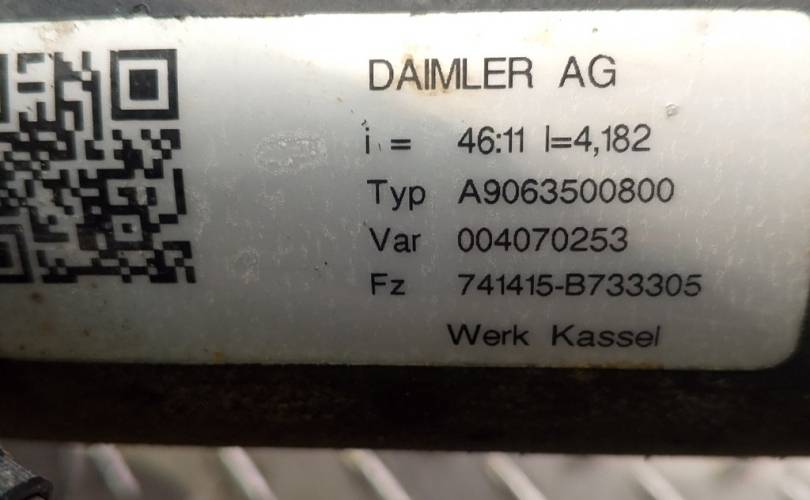 DAIMLER AG
i = 46:11 I=4,182
Typ A9063500800
Var 004070253
Fz 741415-B733305
Werk Kassel